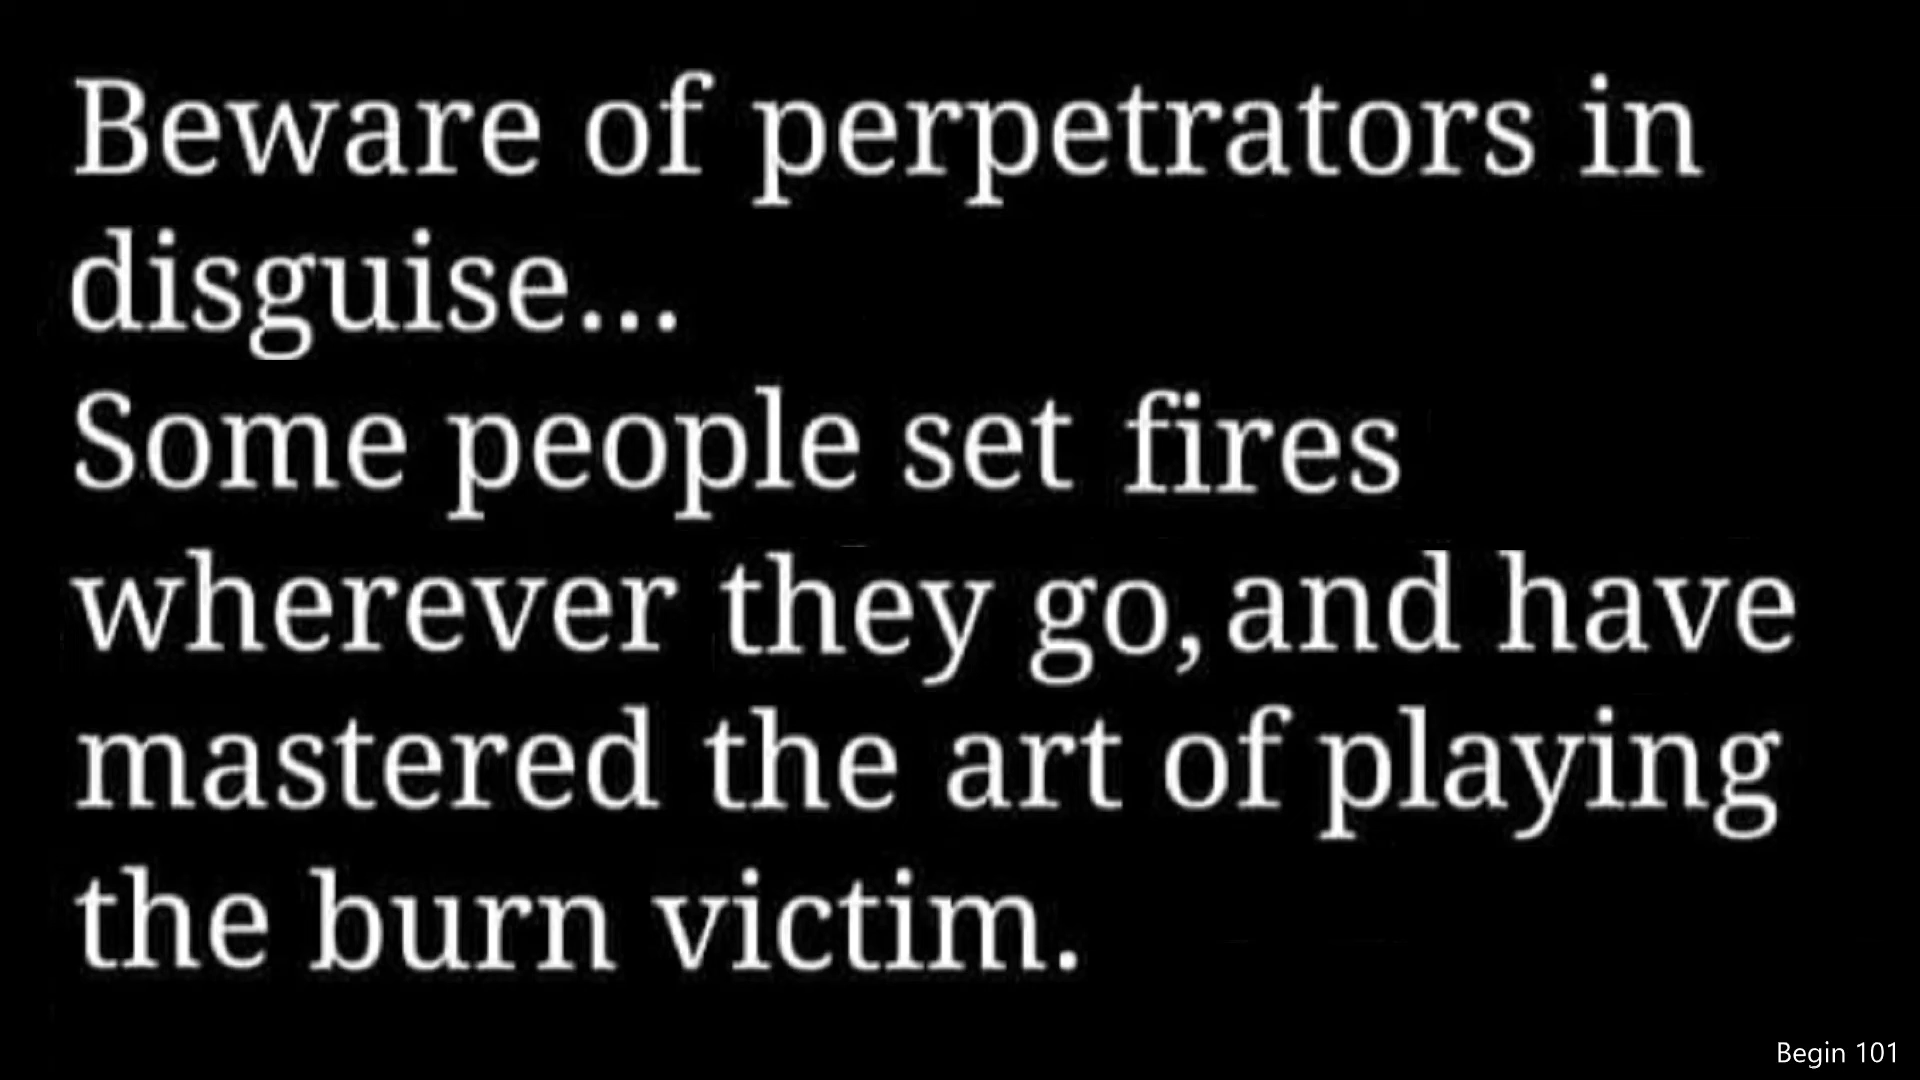 Beware of perpetrators in
disguise...
Some people set fires
wherever they go, and have
mastered the art of playing
the burn victim.
Begin 101